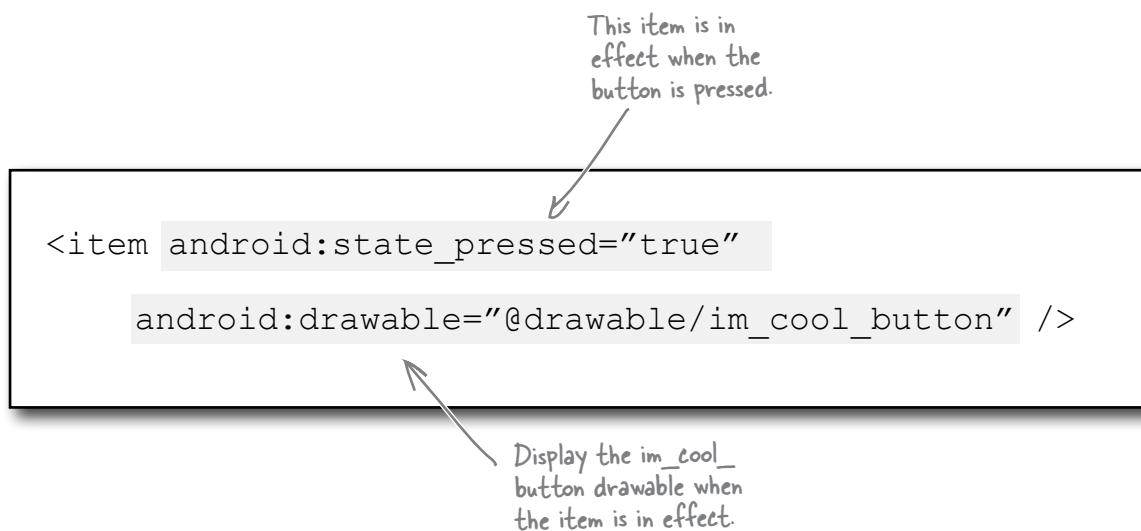 This item is in
effect when the
button is pressed.
<item android:state_pressed=”true”
android:drawable=”@drawable/im_cool_button” />
Display the im_cool_
button drawable when
the item is in effect.